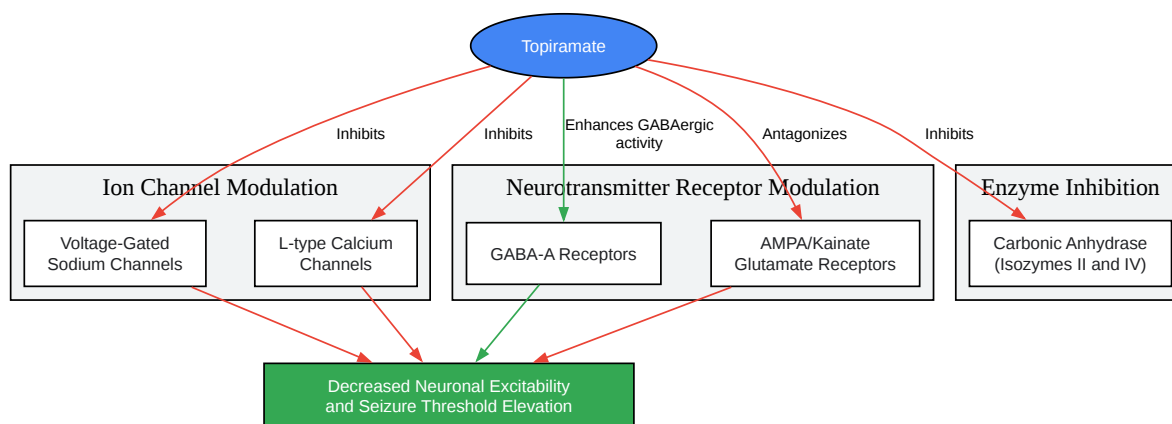 Topiramate
Inhibits
Inhibits
Enhances GABAergic
activity
Antagonizes
Inhibits
Ion Channel Modulation
Neurotransmitter Receptor Modulation
Enzyme Inhibition
Voltage-Gated
Sodium Channels
L-type Calcium
Channels
GABA-A Receptors
AMPA/Kainate
Glutamate Receptors
Carbonic Anhydrase
(Isozymes II and IV)
Decreased Neuronal Excitability
and Seizure Threshold Elevation